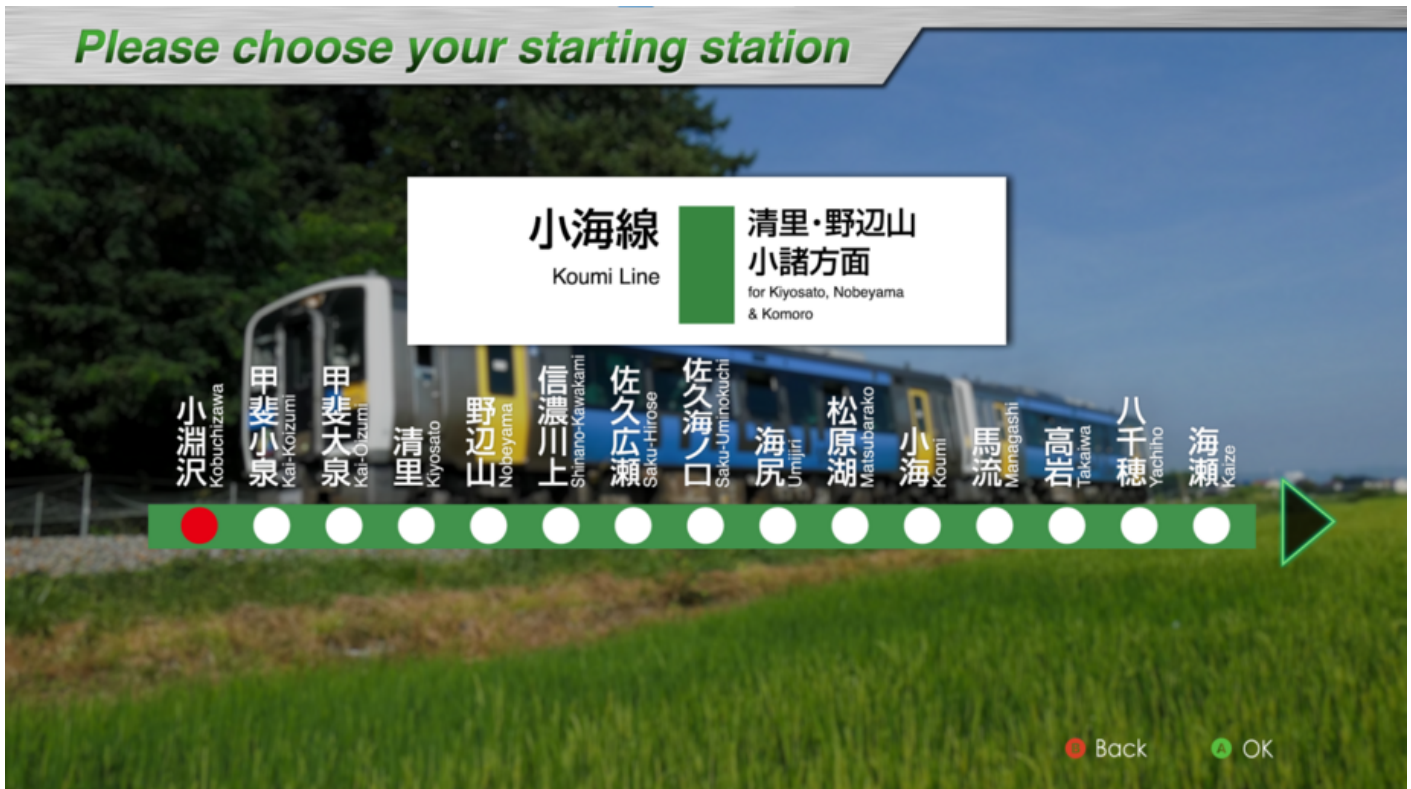 Please choose your starting station
小海線
Koumi Line
清里・野辺山
小諸方面
for Kiyosato, Nobeyama
& Komoro
小淵沢
Kobuchizawa
甲斐小泉
Kai-Koizumi
甲斐大泉
Kai-Oizumi
清里
Kiyosato
野辺山
Nobeyama
信濃川上
Shinano-Kawakami
佐久広瀬
Saku-Hirose
佐久海ノ口
Saku-Uminokuchi
海尻
Umijiri
松原湖
Matsubarako
小海
Koumi
馬流
Managashi
高岩
Takaiwa
八千穂
Yachiho
海瀬
Kaize
B Back
A OK